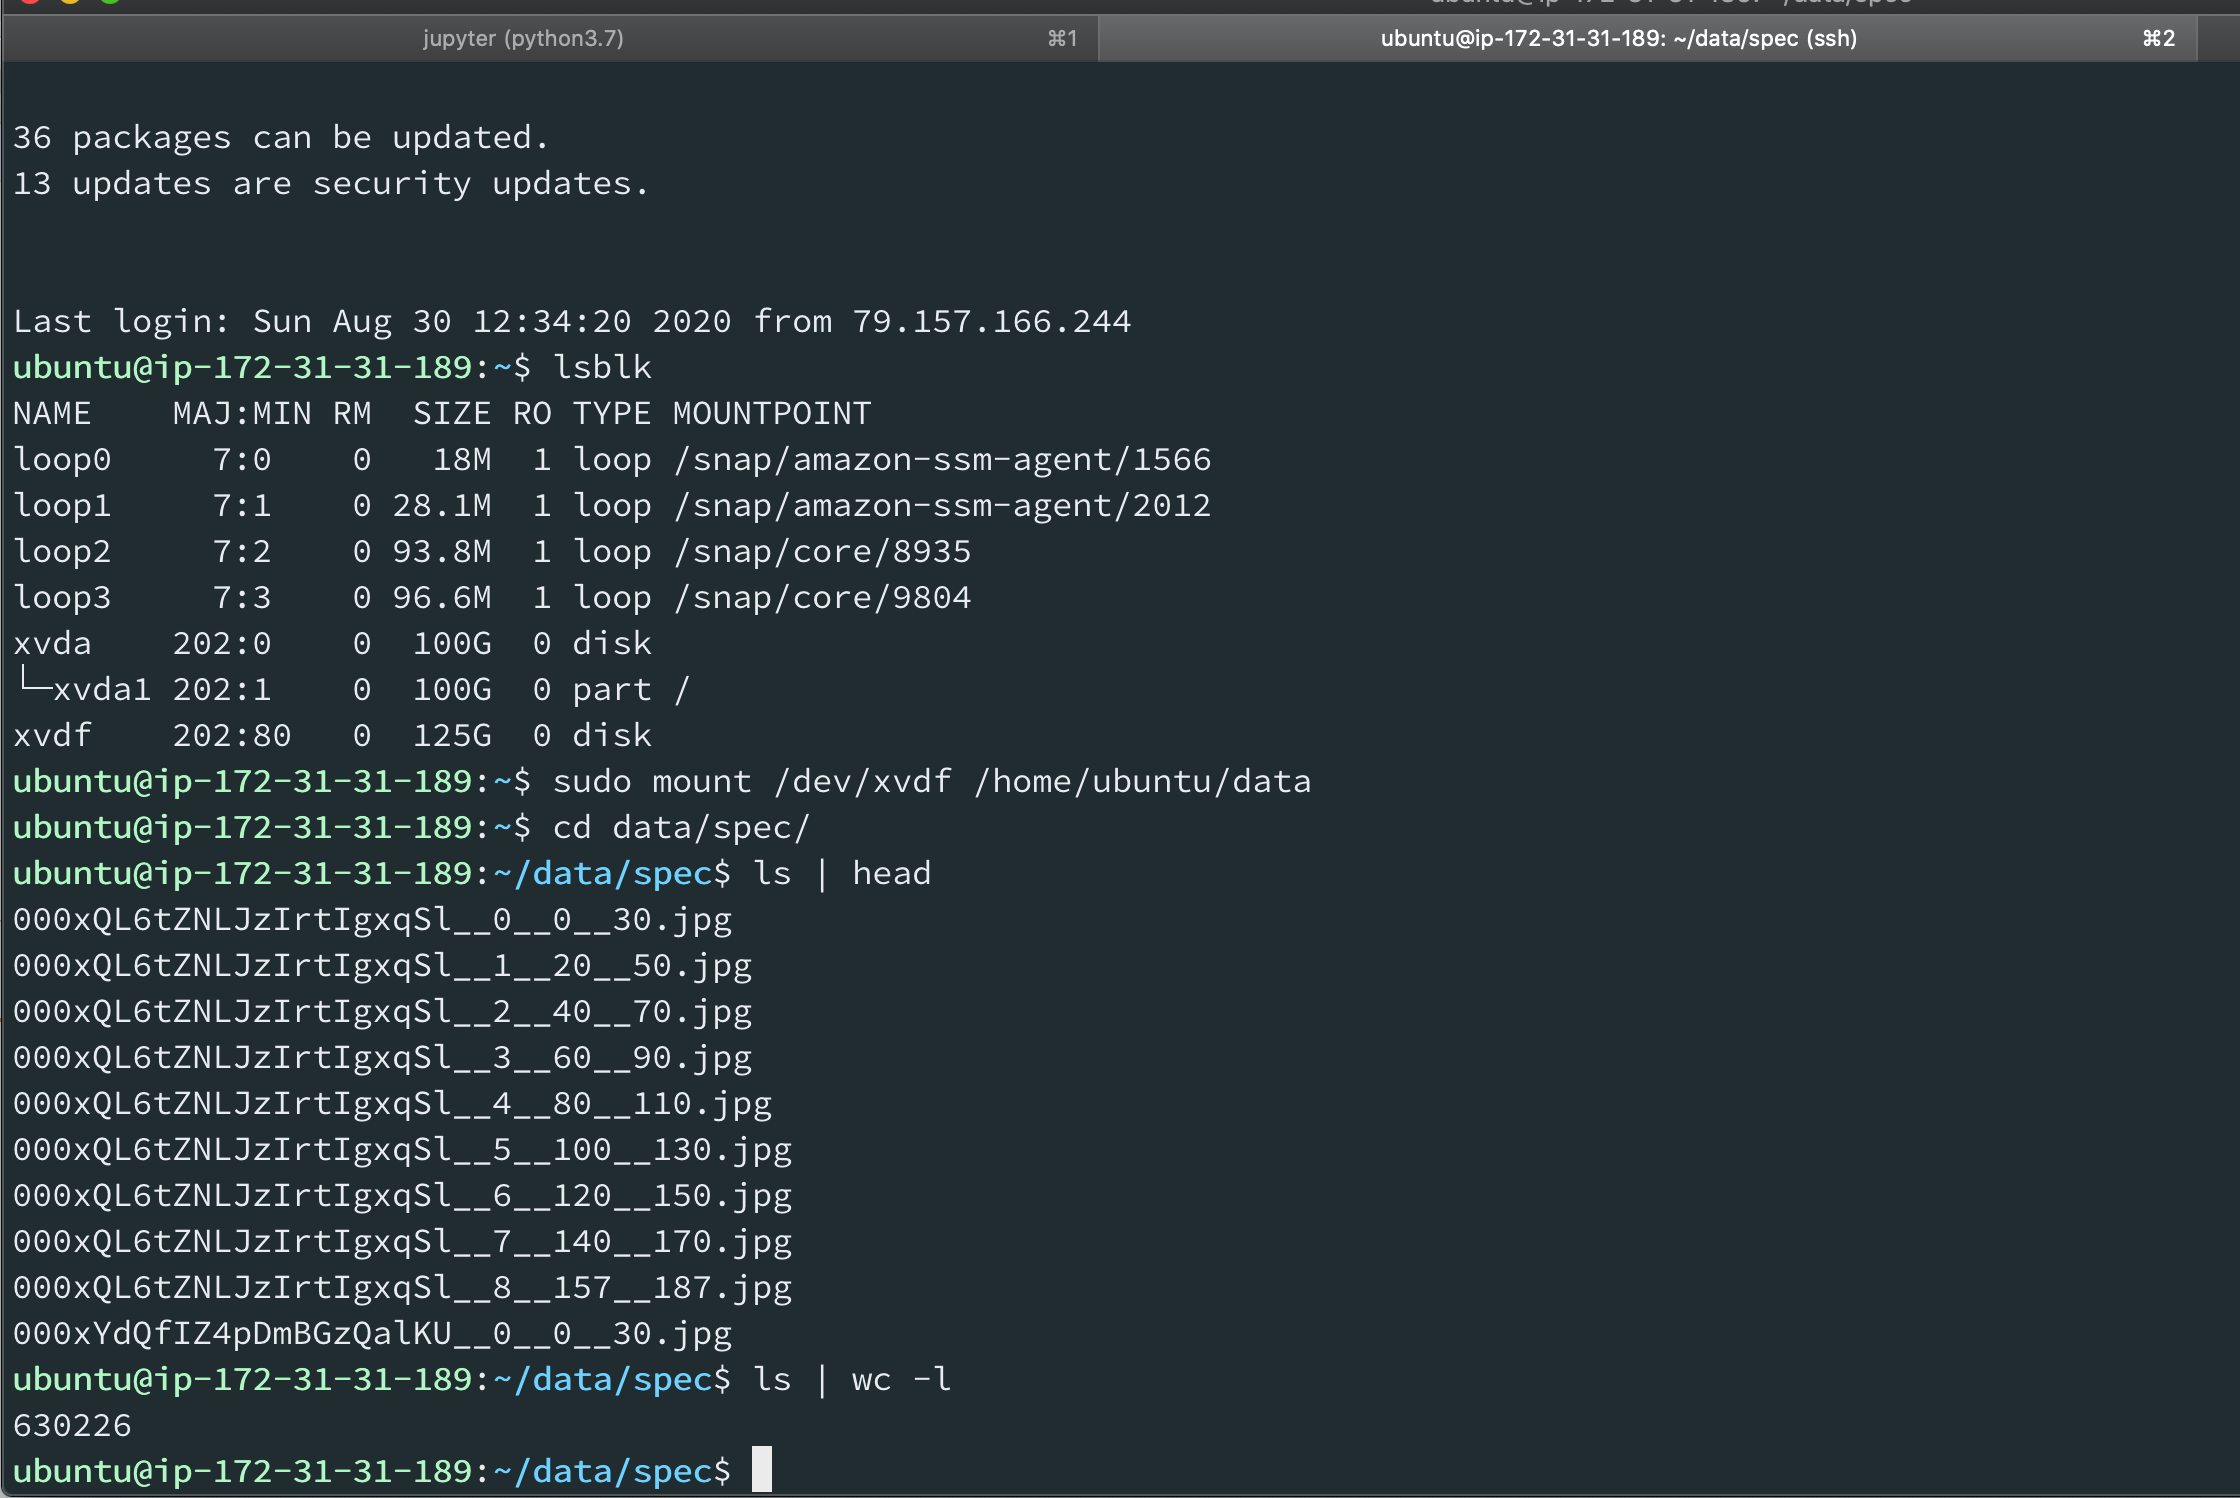 jupyter (python3.7) ⌘1 ubuntu@ip-172-31-31-189: ~/data/spec (ssh) ⌘2
36 packages can be updated.
13 updates are security updates.
Last login: Sun Aug 30 12:34:20 2020 from 79.157.166.244
ubuntu@ip-172-31-31-189:~$ lsblk
NAME    MAJ:MIN RM  SIZE RO TYPE MOUNTPOINT
loop0     7:0    0   18M  1 loop /snap/amazon-ssm-agent/1566
loop1     7:1    0 28.1M  1 loop /snap/amazon-ssm-agent/2012
loop2     7:2    0 93.8M  1 loop /snap/core/8935
loop3     7:3    0 96.6M  1 loop /snap/core/9804
xvda    202:0    0  100G  0 disk
└─xvda1 202:1    0  100G  0 part /
xvdf    202:80   0  125G  0 disk
ubuntu@ip-172-31-31-189:~$ sudo mount /dev/xvdf /home/ubuntu/data
ubuntu@ip-172-31-31-189:~$ cd data/spec/
ubuntu@ip-172-31-31-189:~/data/spec$ ls | head
000xQL6tZNLJzIrtIgxqSl__0__0__30.jpg
000xQL6tZNLJzIrtIgxqSl__1__20__50.jpg
000xQL6tZNLJzIrtIgxqSl__2__40__70.jpg
000xQL6tZNLJzIrtIgxqSl__3__60__90.jpg
000xQL6tZNLJzIrtIgxqSl__4__80__110.jpg
000xQL6tZNLJzIrtIgxqSl__5__100__130.jpg
000xQL6tZNLJzIrtIgxqSl__6__120__150.jpg
000xQL6tZNLJzIrtIgxqSl__7__140__170.jpg
000xQL6tZNLJzIrtIgxqSl__8__157__187.jpg
000xYdQfIZ4pDmBGzQalKU__0__0__30.jpg
ubuntu@ip-172-31-31-189:~/data/spec$ ls | wc -l
630226
ubuntu@ip-172-31-31-189:~/data/spec$